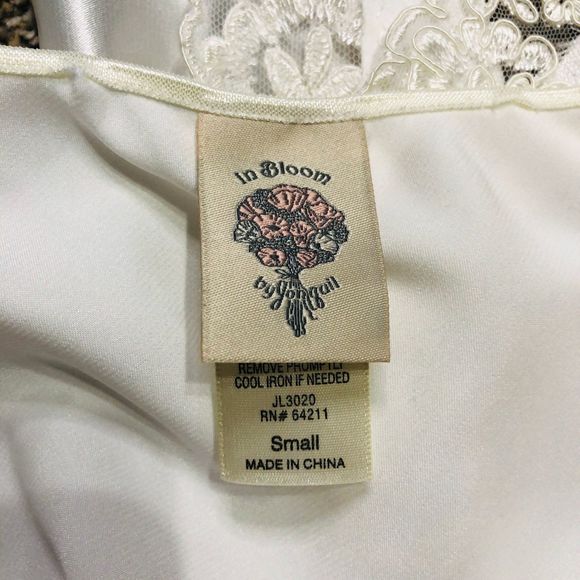 in Bloom
by Jonquil
REMOVE PROMPTLY
COOL IRON IF NEEDED
JL3020
RN# 64211
Small
MADE IN CHINA